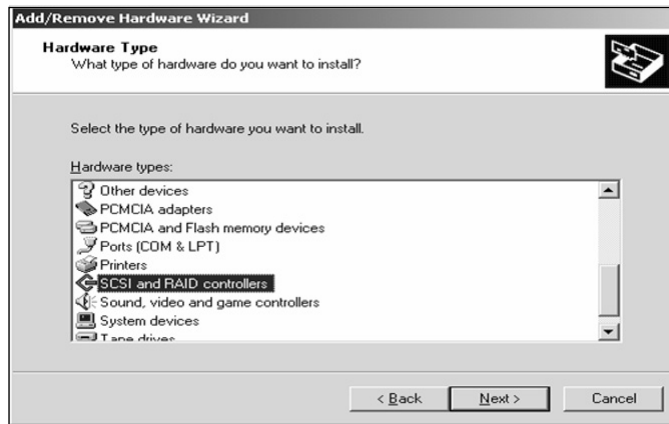 Add/Remove Hardware Wizard
Hardware Type
What type of hardware do you want to install?
Select the type of hardware you want to install.
Hardware types:
Other devices
PCMCIA adapters
PCMCIA and Flash memory devices
Ports (COM & LPT)
Printers
SCSI and RAID controllers
Sound, video and game controllers
System devices
Tape drives
< Back Next > Cancel